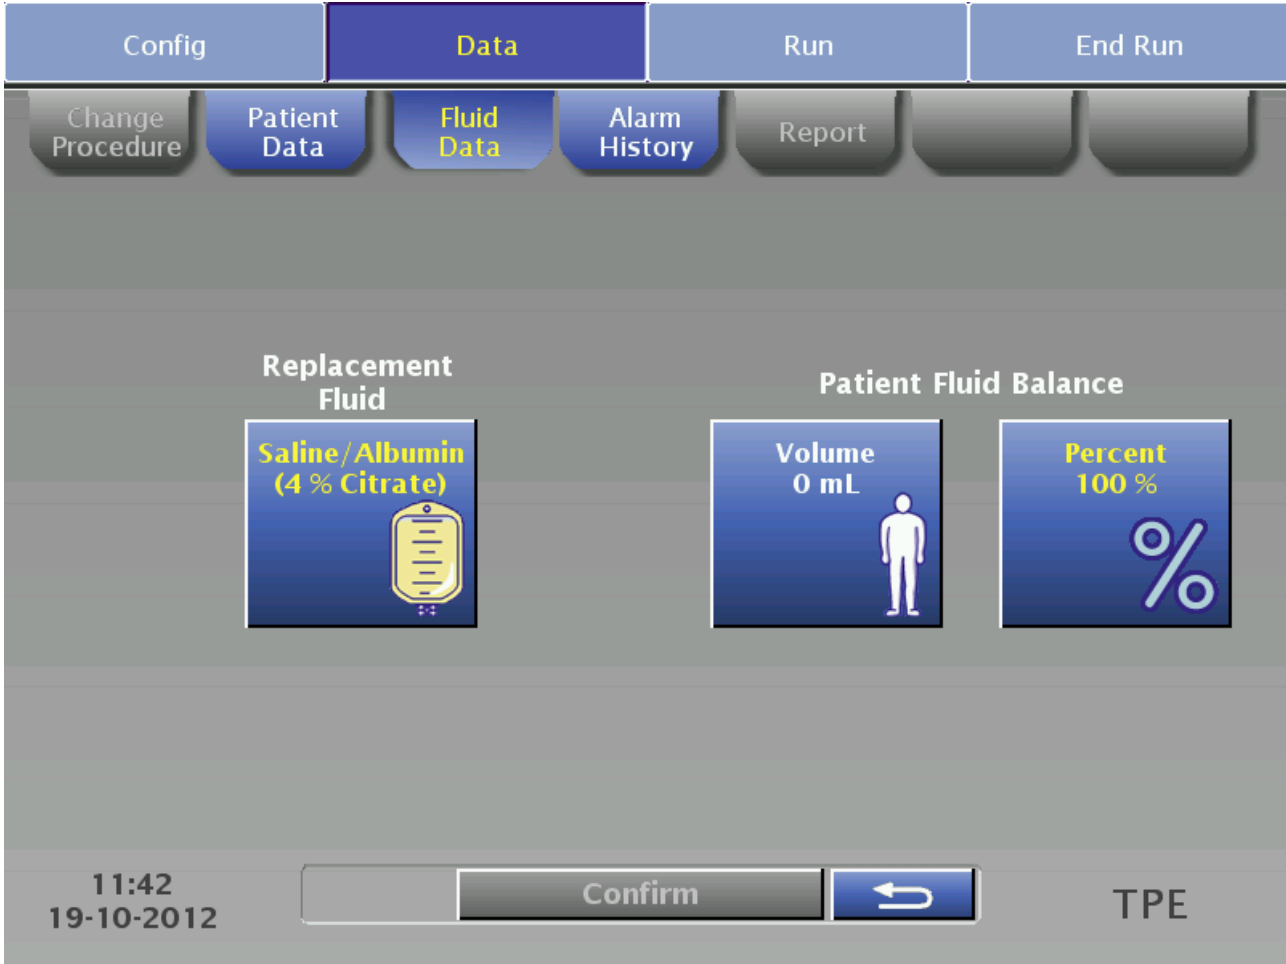 Config
Data
Run
End Run
Change
Procedure
Patient
Data
Fluid
Data
Alarm
History
Report
Replacement
Fluid
Saline/Albumin
(4 % Citrate)
Patient Fluid Balance
Volume
0 mL
Percent
100 %
%
11:42
19-10-2012
Confirm
TPE